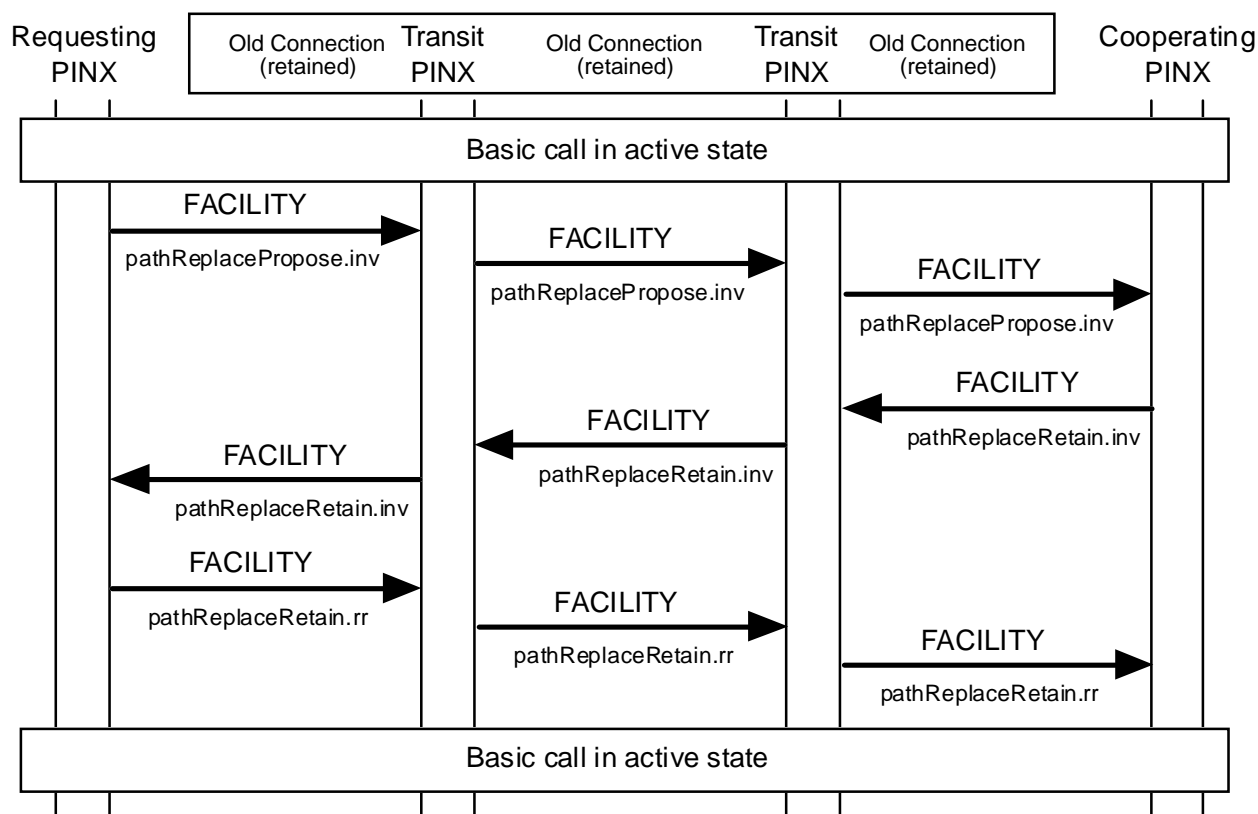 Requesting
PINX
Old Connection
(retained)
Transit
PINX
Old Connection
(retained)
Transit
PINX
Old Connection
(retained)
Cooperating
PINX
Basic call in active state
FACILITY
pathReplacePropose.inv
FACILITY
pathReplacePropose.inv
FACILITY
pathReplacePropose.inv
FACILITY
pathReplaceRetain.inv
FACILITY
pathReplaceRetain.inv
FACILITY
pathReplaceRetain.inv
FACILITY
pathReplaceRetain.rr
FACILITY
pathReplaceRetain.rr
FACILITY
pathReplaceRetain.rr
Basic call in active state